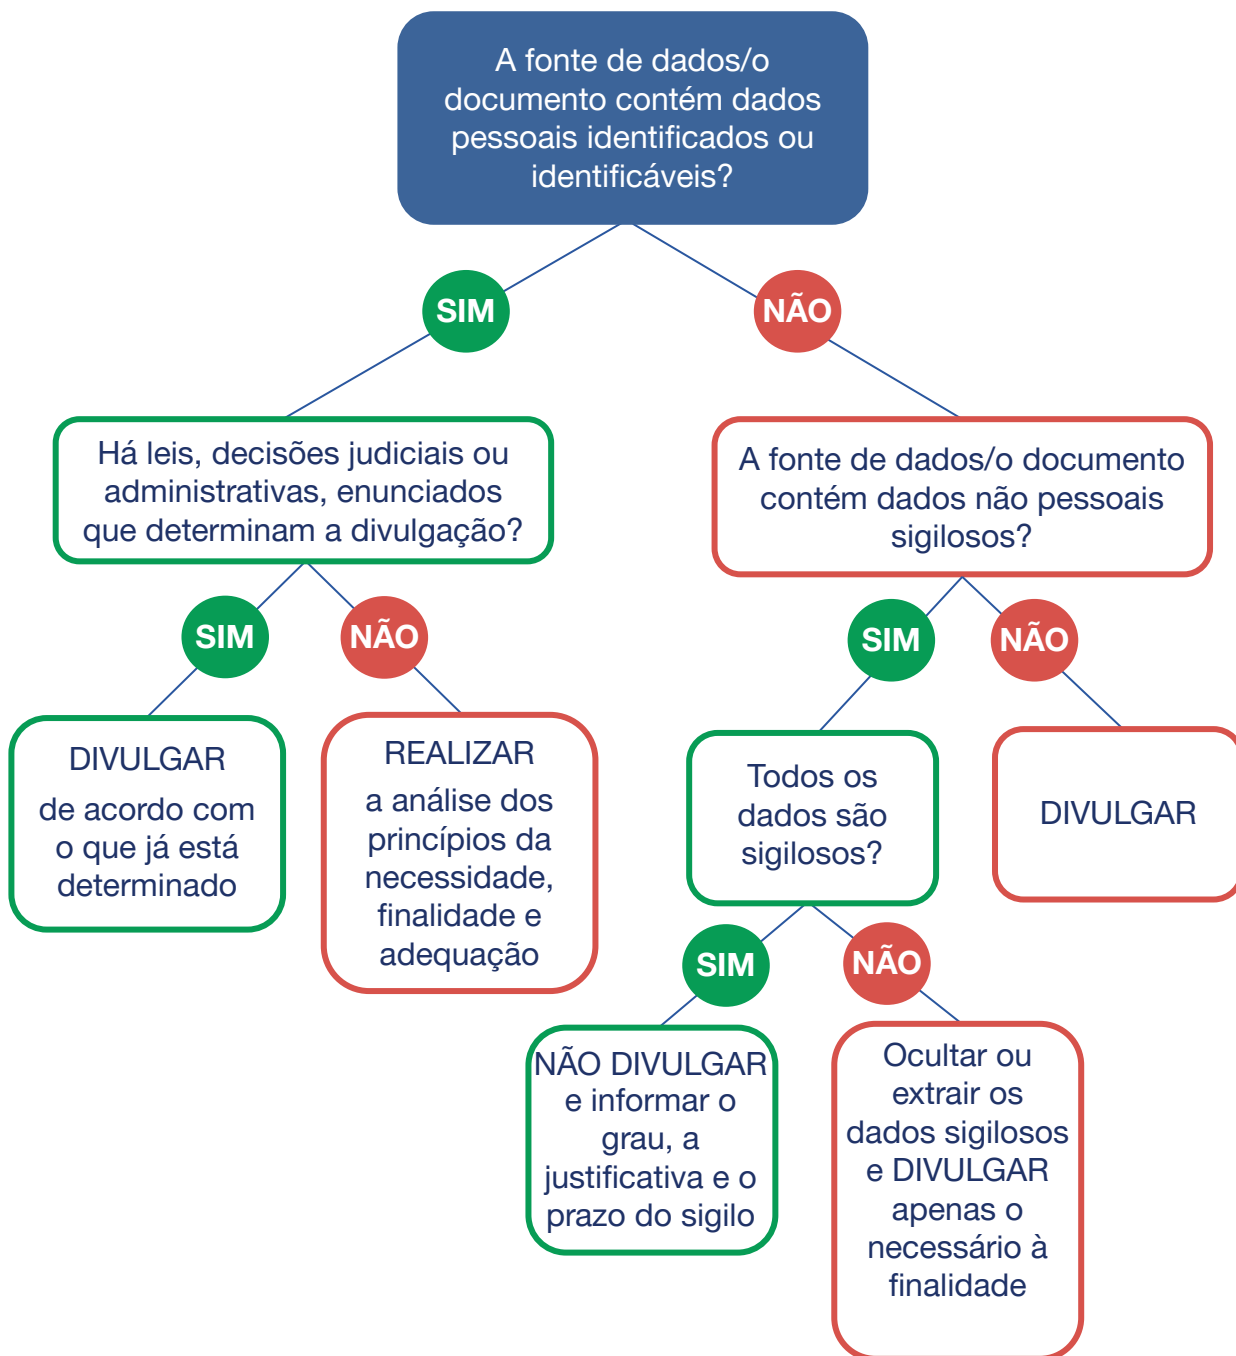 A fonte de dados/o
documento contém dados
pessoais identificados ou
identificáveis?
SIM
NÃO
Há leis, decisões judiciais ou
administrativas, enunciados
que determinam a divulgação?
A fonte de dados/o documento
contém dados não pessoais
sigilosos?
SIM
NÃO
SIM
NÃO
DIVULGAR
de acordo com
o que já está
determinado
REALIZAR
a análise dos
princípios da
necessidade,
finalidade e
adequação
Todos os
dados são
sigilosos?
DIVULGAR
SIM
NÃO
NÃO DIVULGAR
e informar o
grau, a
justificativa e o
prazo do sigilo
Ocultar ou
extrair os
dados sigilosos
e DIVULGAR
apenas o
necessário à
finalidade